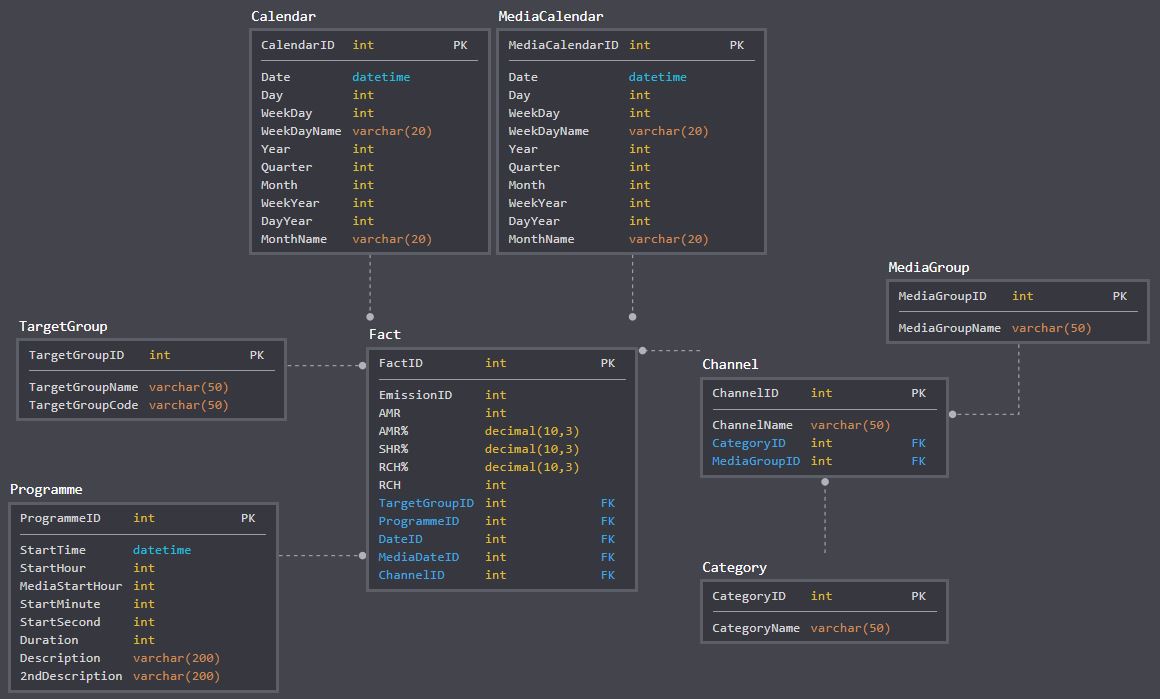 Calendar
CalendarID int PK
Date datetime
Day int
WeekDay int
WeekDayName varchar(20)
Year int
Quarter int
Month int
WeekYear int
DayYear int
MonthName varchar(20)
MediaCalendar
MediaCalendarID int PK
Date datetime
Day int
WeekDay int
WeekDayName varchar(20)
Year int
Quarter int
Month int
WeekYear int
DayYear int
MonthName varchar(20)
MediaGroup
MediaGroupID int PK
MediaGroupName varchar(50)
TargetGroup
TargetGroupID int PK
TargetGroupName varchar(50)
TargetGroupCode varchar(50)
Fact
FactID int PK
EmissionID int
AMR int
AMR% decimal(10,3)
SHR% decimal(10,3)
RCH% decimal(10,3)
RCH int
TargetGroupID int FK
ProgrammeID int FK
DateID int FK
MediaDateID int FK
ChannelID int FK
Channel
ChannelID int PK
ChannelName varchar(50)
CategoryID int FK
MediaGroupID int FK
Programme
ProgrammeID int PK
StartTime datetime
StartHour int
MediaStartHour int
StartMinute int
StartSecond int
Duration int
Description varchar(200)
2ndDescription varchar(200)
Category
CategoryID int PK
CategoryName varchar(50)